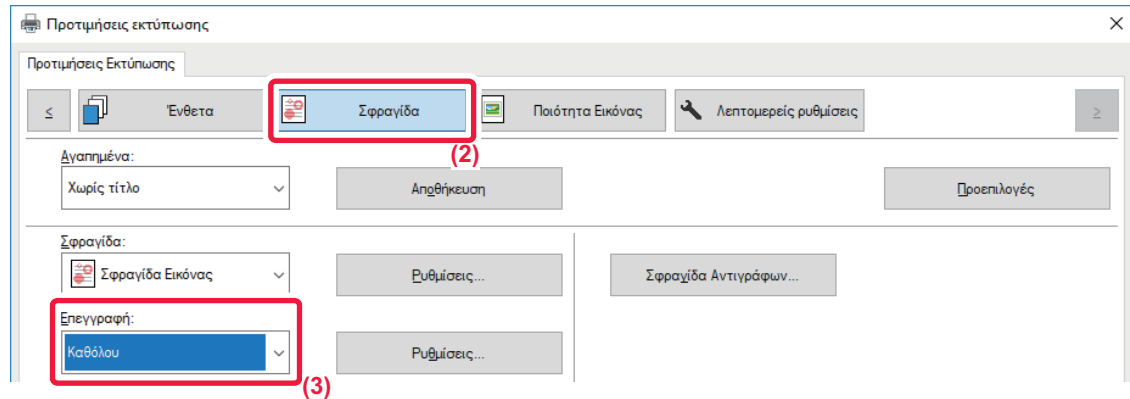 Προτιμήσεις εκτύπωσης
Προτιμήσεις Εκτύπωσης
< Ένθετα Σφραγίδα Ποιότητα Εικόνας Λεπτομερείς ρυθμίσεις >
(2)
Αγαπημένα:
Χωρίς τίτλο Αποθήκευση Προεπιλογές
Σφραγίδα:
Σφραγίδα Εικόνας Ρυθμίσεις... Σφραγίδα Αντιγράφων...
Επεγγραφή:
Καθόλου Ρυθμίσεις...
(3)